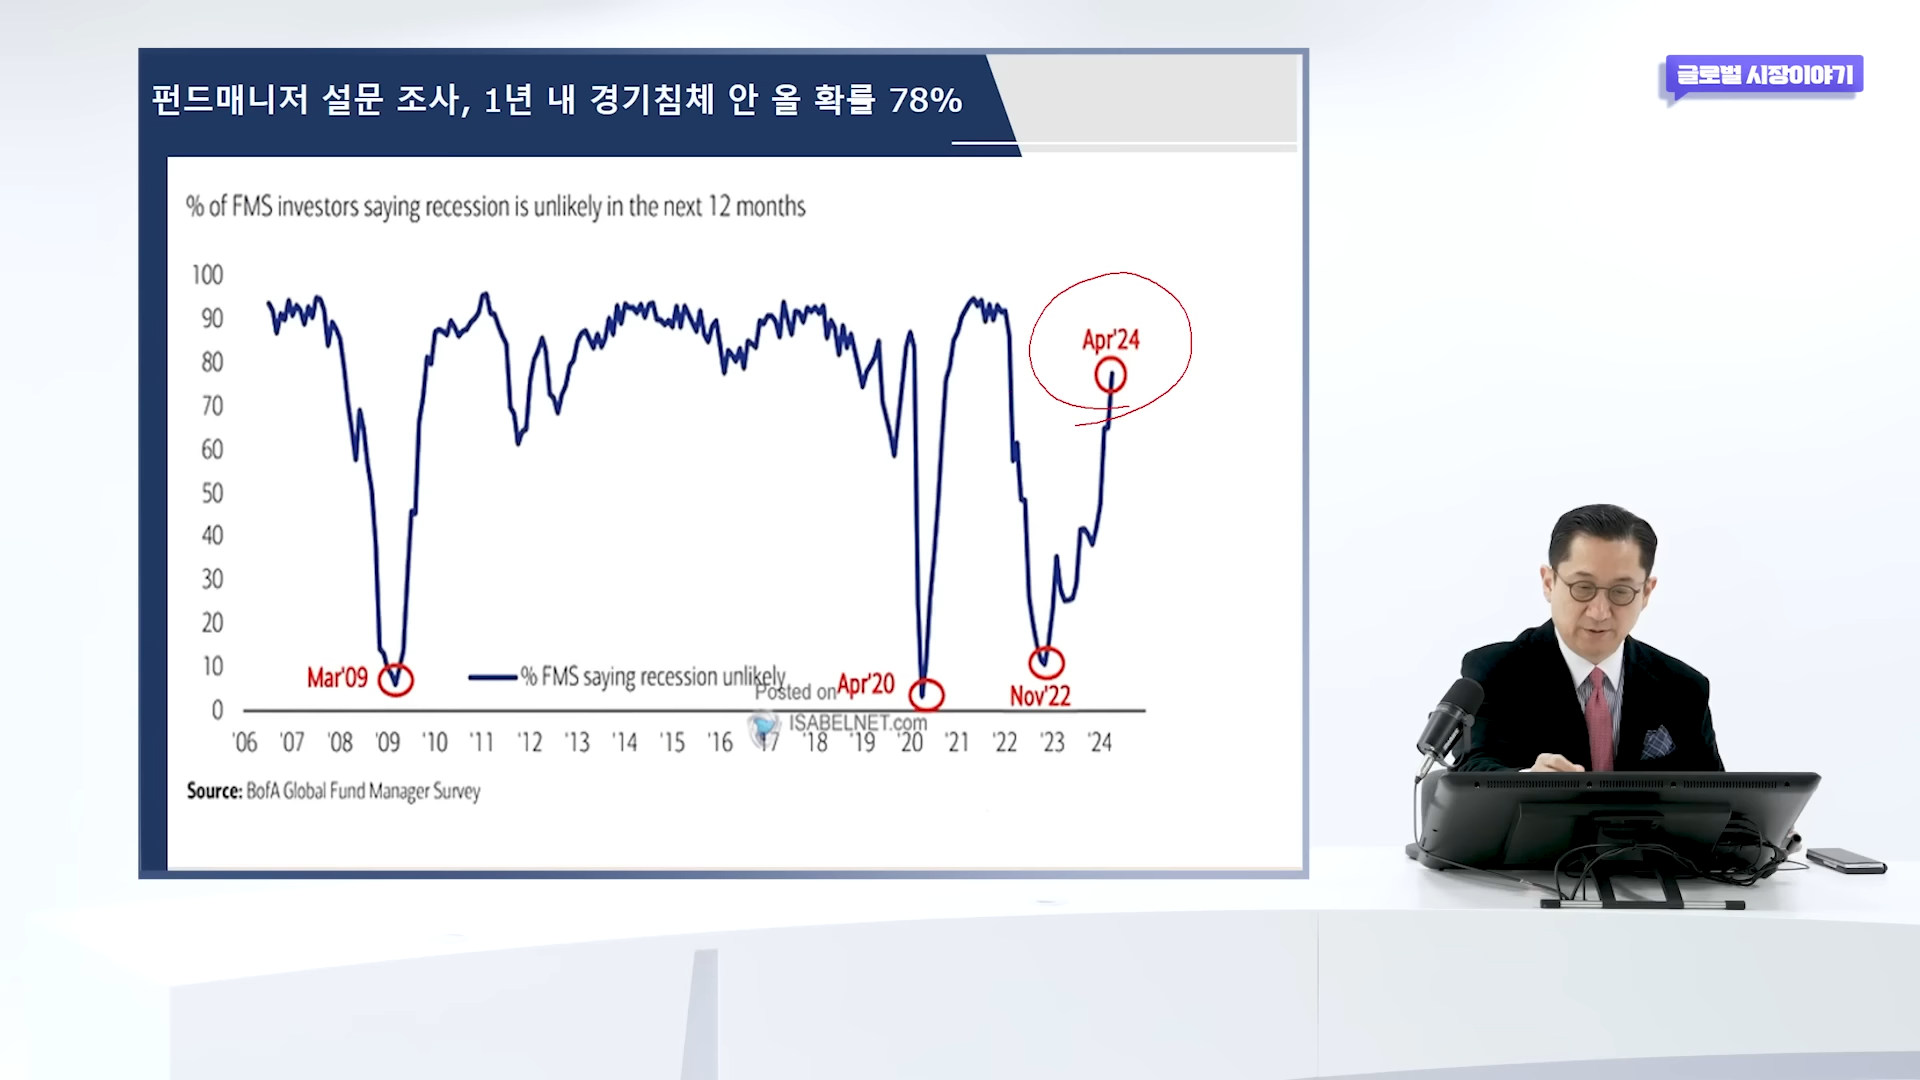 펀드매니저 설문 조사, 1년 내 경기침체 안 올 확률 78%
글로벌 시장이야기
% of FMS investors saying recession is unlikely in the next 12 months
100
90
80
70
60
50
40
30
20
10
0
Apr'24
Mar'09
% FMS saying recession unlikely
Apr'20
Nov'22
Posted on
ISABELNET.com
'06 '07 '08 '09 '10 '11 '12 '13 '14 '15 '16 '17 '18 '19 '20 '21 '22 '23 '24
Source: BofA Global Fund Manager Survey